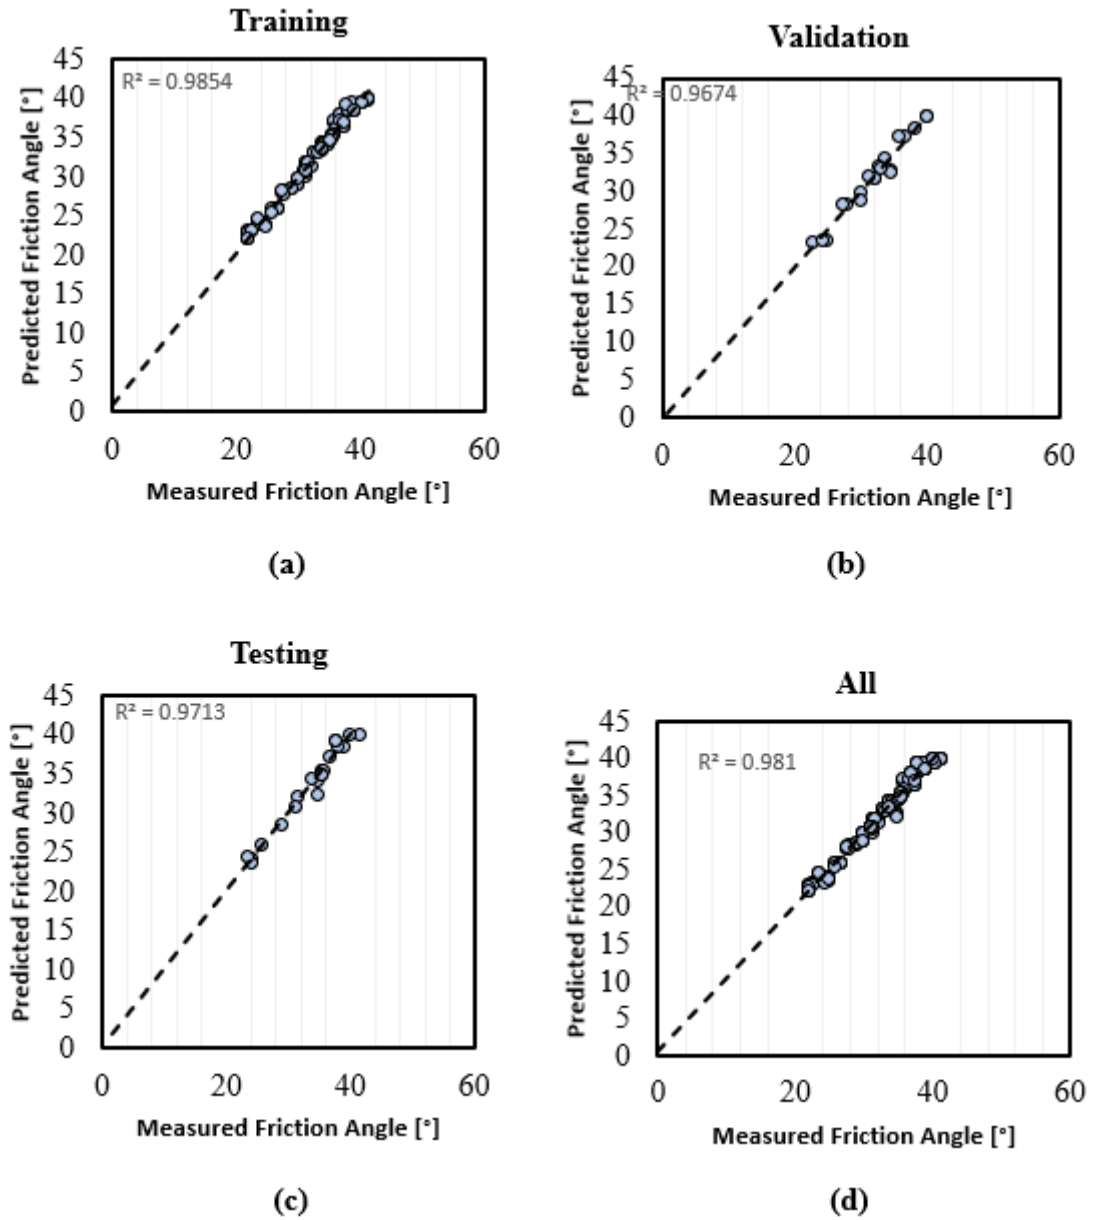 Training
R² = 0.9854
Predicted Friction Angle [°]
45
40
35
30
25
20
15
10
5
0
0 20 40 60
Measured Friction Angle [°]
(a)
Validation
R² = 0.9674
Predicted Friction Angle [°]
45
40
35
30
25
20
15
10
5
0
0 20 40 60
Measured Friction Angle [°]
(b)
Testing
R² = 0.9713
Predicted Friction Angle [°]
45
40
35
30
25
20
15
10
5
0
0 20 40 60
Measured Friction Angle [°]
(c)
All
R² = 0.981
Predicted Friction Angle [°]
45
40
35
30
25
20
15
10
5
0
0 20 40 60
Measured Friction Angle [°]
(d)